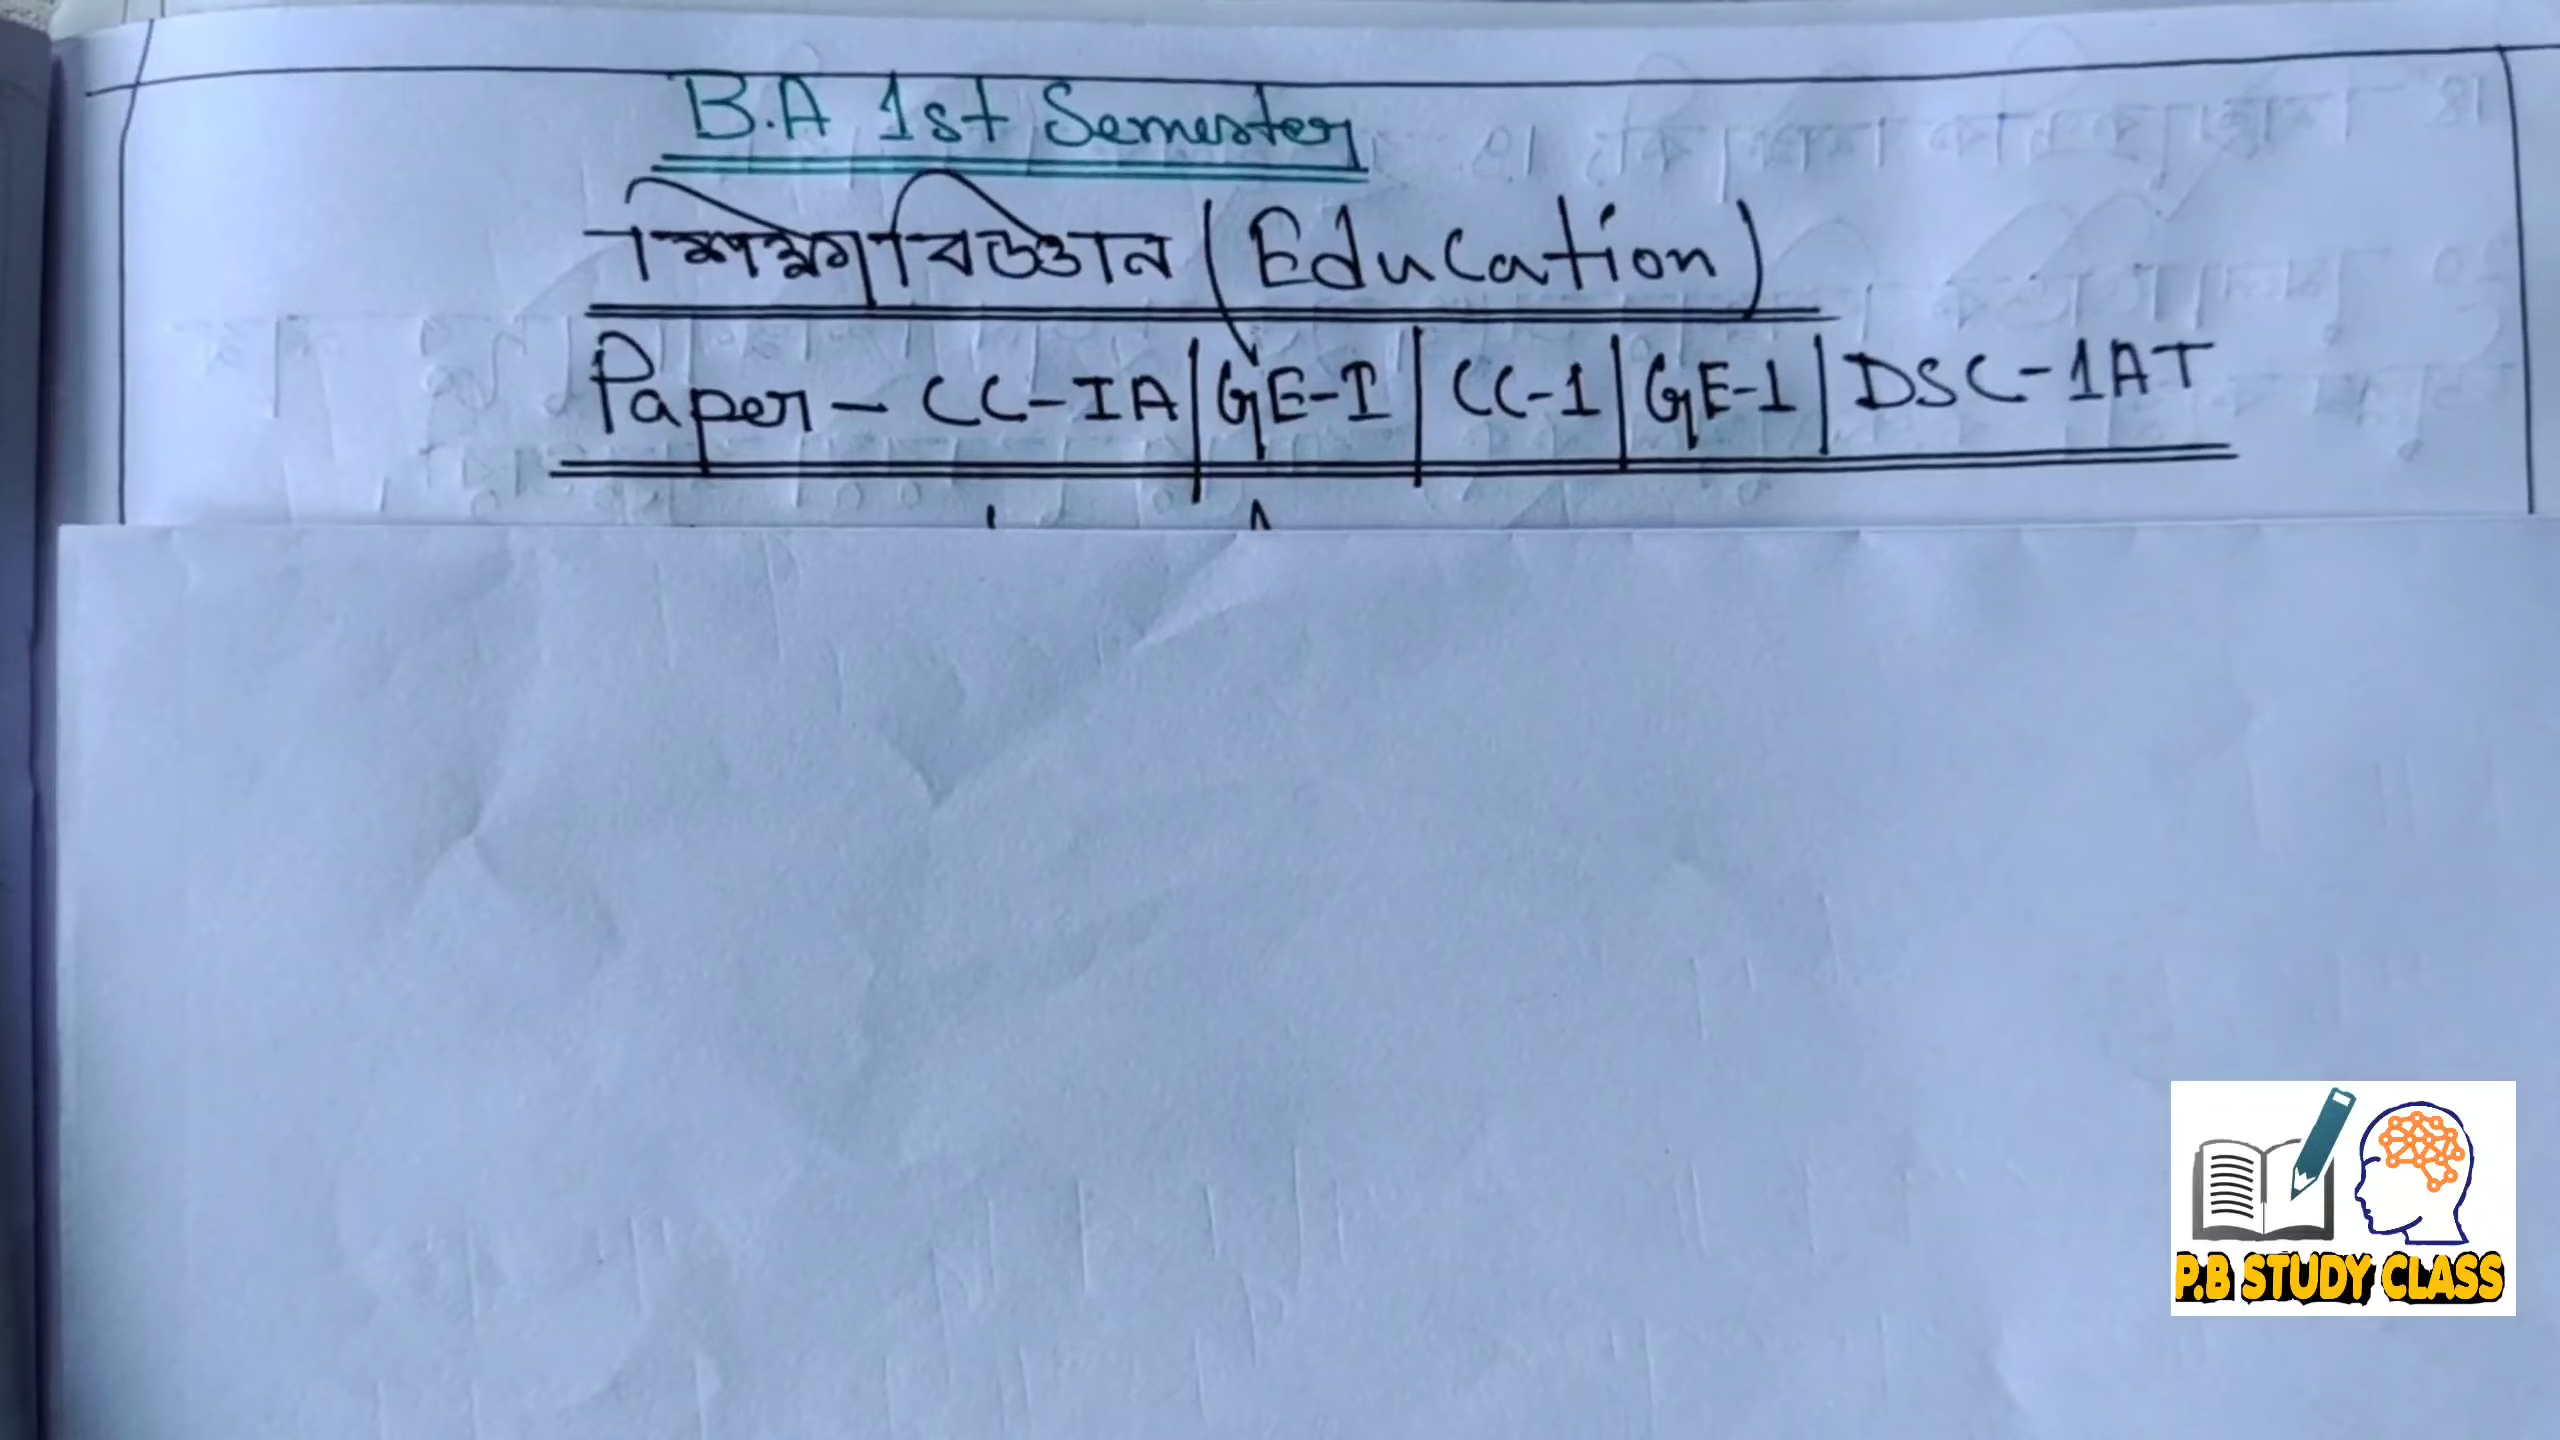 B.A 1st Semester
শিক্ষাবিজ্ঞান (Education)
Paper - CC-IA|GE-I|CC-1|GE-1|DSC-1AT
P.B STUDY CLASS